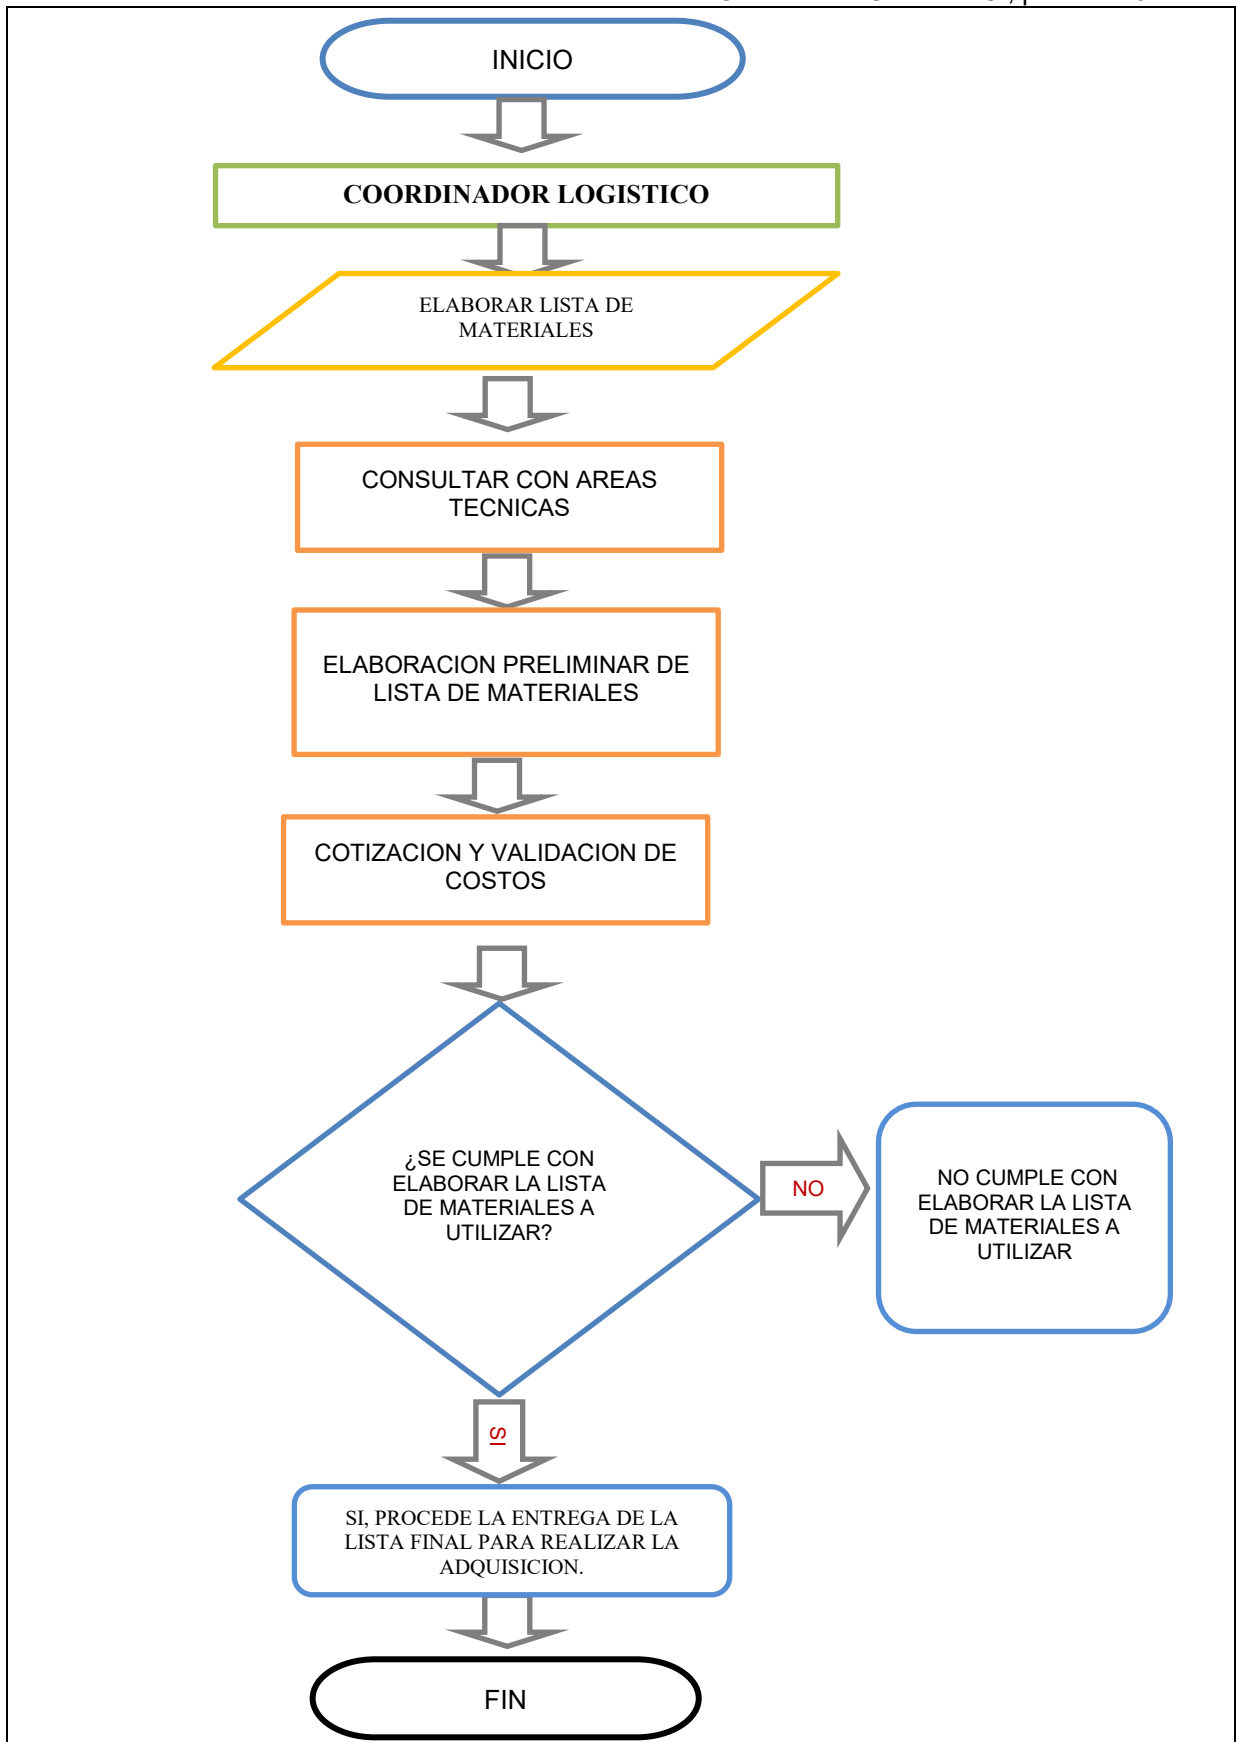 INICIO
COORDINADOR LOGISTICO
ELABORAR LISTA DE
MATERIALES
CONSULTAR CON AREAS
TECNICAS
ELABORACION PRELIMINAR DE
LISTA DE MATERIALES
COTIZACION Y VALIDACION DE
COSTOS
¿SE CUMPLE CON
ELABORAR LA LISTA
DE MATERIALES A
UTILIZAR?
NO
NO CUMPLE CON
ELABORAR LA LISTA
DE MATERIALES A
UTILIZAR
SI
SI, PROCEDE LA ENTREGA DE LA
LISTA FINAL PARA REALIZAR LA
ADQUISICION.
FIN